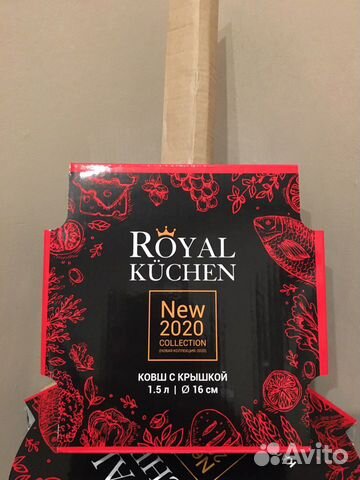 ROYAL
KÜCHEN
New
2020
COLLECTION
(НОВАЯ КОЛЛЕКЦИЯ 2020)
КОВШ С КРЫШКОЙ
1.5 л | Ø 16 см
Avito